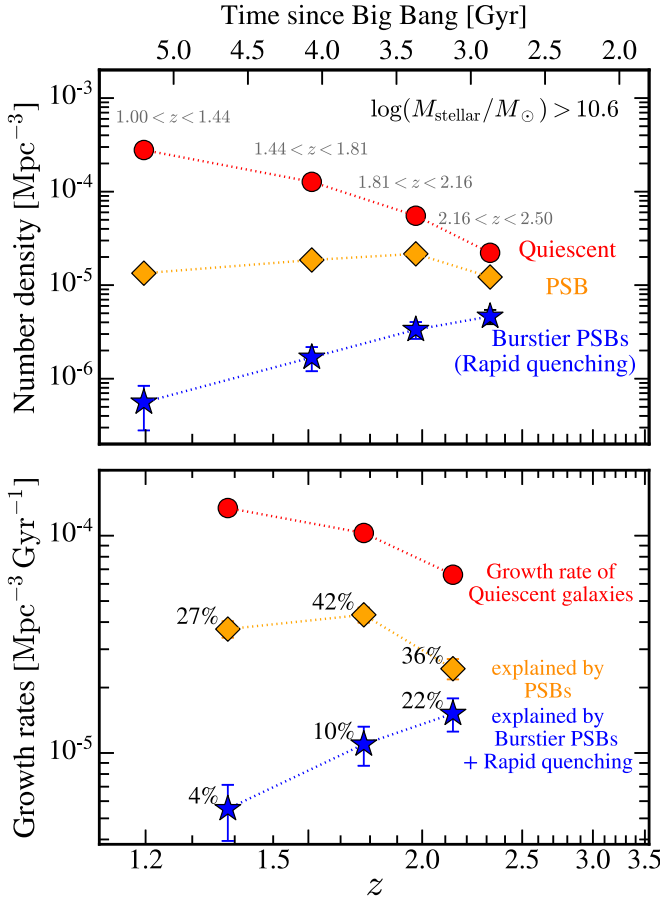 Time since Big Bang [Gyr]
5.0 4.5 4.0 3.5 3.0 2.5 2.0
Number density [Mpc⁻³]
10⁻³
10⁻⁴
10⁻⁵
10⁻⁶
log(M_stellar/M_⊙) > 10.6
1.00 < z < 1.44
1.44 < z < 1.81
1.81 < z < 2.16
2.16 < z < 2.50
Quiescent
PSB
Burstier PSBs
(Rapid quenching)
Growth rates [Mpc⁻³ Gyr⁻¹]
10⁻⁴
10⁻⁵
Growth rate of
Quiescent galaxies
27%
42%
36%
explained by
PSBs
22%
explained by
Burstier PSBs
+ Rapid quenching
10%
4%
1.2 1.5 2.0 2.5 3.0 3.5
z